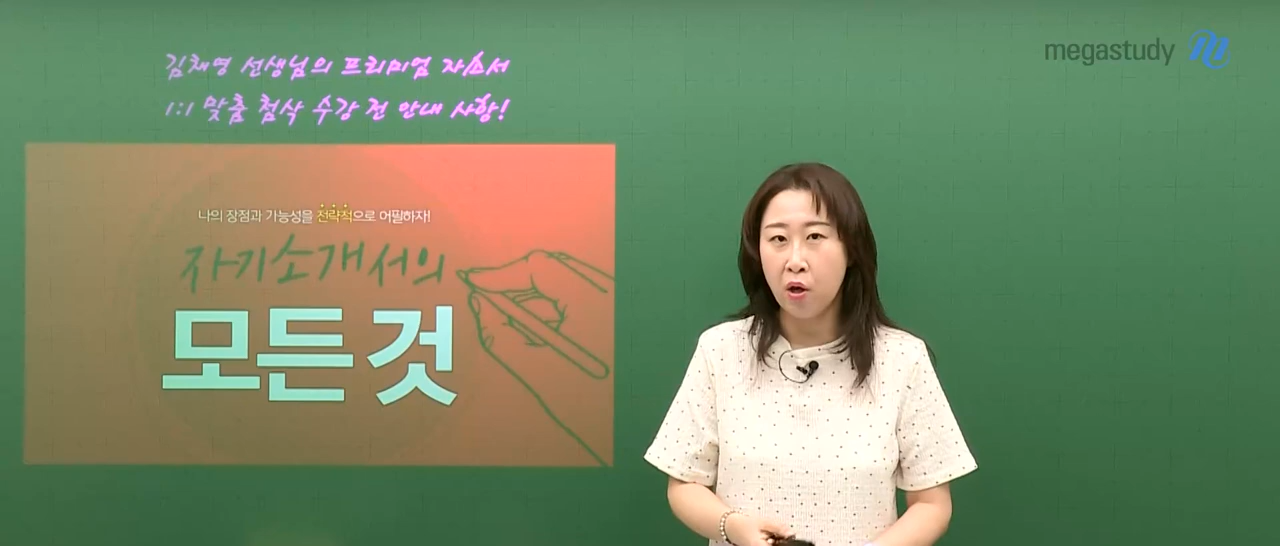 김채영 선생님의 프리미엄 자소서
1:1 맞춤 첨삭 수강 전 안내 사항!
megastudy
나의 장점과 가능성을 전략적으로 어필하자!
자기소개서의
모든 것